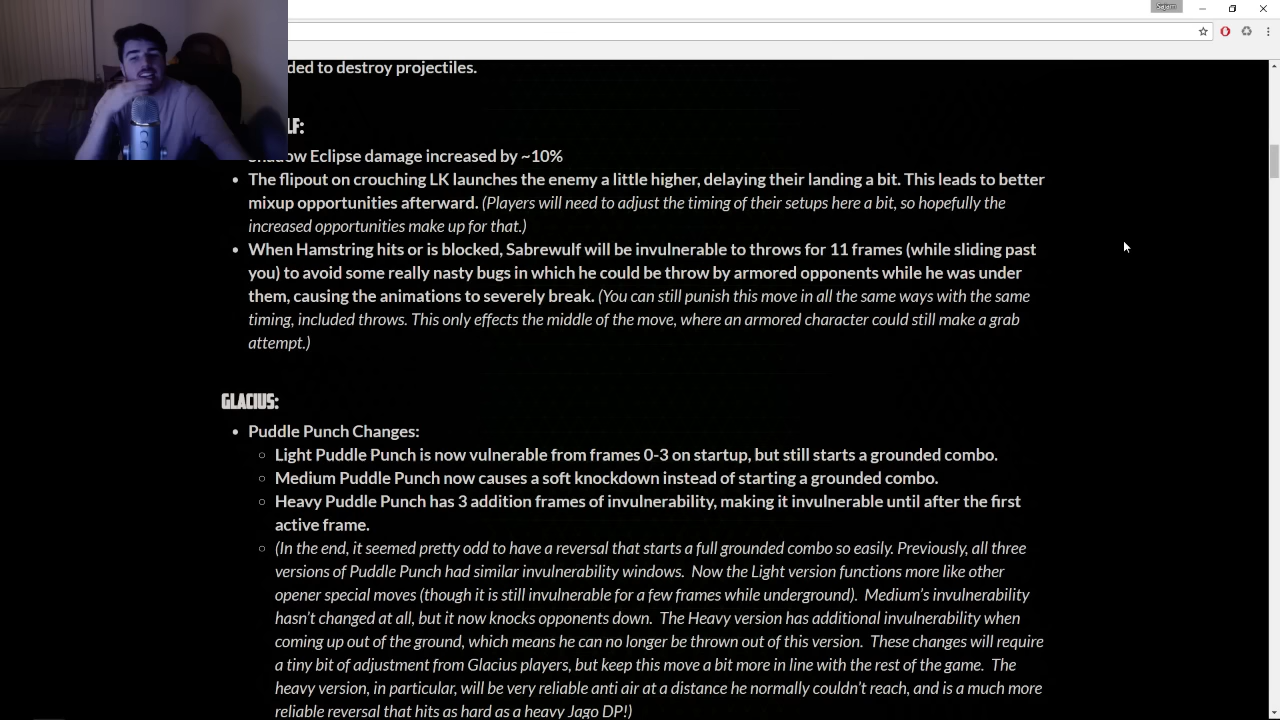 Sajam
ded to destroy projectiles.
LF:
Shadow Eclipse damage increased by ~10%
• The flipout on crouching LK launches the enemy a little higher, delaying their landing a bit. This leads to better
mixup opportunities afterward. (Players will need to adjust the timing of their setups here a bit, so hopefully the
increased opportunities make up for that.)
• When Hamstring hits or is blocked, Sabrewulf will be invulnerable to throws for 11 frames (while sliding past
you) to avoid some really nasty bugs in which he could be throw by armored opponents while he was under
them, causing the animations to severely break. (You can still punish this move in all the same ways with the same
timing, included throws. This only effects the middle of the move, where an armored character could still make a grab
attempt.)
GLACIUS:
• Puddle Punch Changes:
○ Light Puddle Punch is now vulnerable from frames 0-3 on startup, but still starts a grounded combo.
○ Medium Puddle Punch now causes a soft knockdown instead of starting a grounded combo.
○ Heavy Puddle Punch has 3 addition frames of invulnerability, making it invulnerable until after the first
active frame.
○ (In the end, it seemed pretty odd to have a reversal that starts a full grounded combo so easily. Previously, all three
versions of Puddle Punch had similar invulnerability windows. Now the Light version functions more like other
opener special moves (though it is still invulnerable for a few frames while underground). Medium's invulnerability
hasn't changed at all, but it now knocks opponents down. The Heavy version has additional invulnerability when
coming up out of the ground, which means he can no longer be thrown out of this version. These changes will require
a tiny bit of adjustment from Glacius players, but keep this move a bit more in line with the rest of the game. The
heavy version, in particular, will be very reliable anti air at a distance he normally couldn't reach, and is a much more
reliable reversal that hits as hard as a heavy Jago DP!)